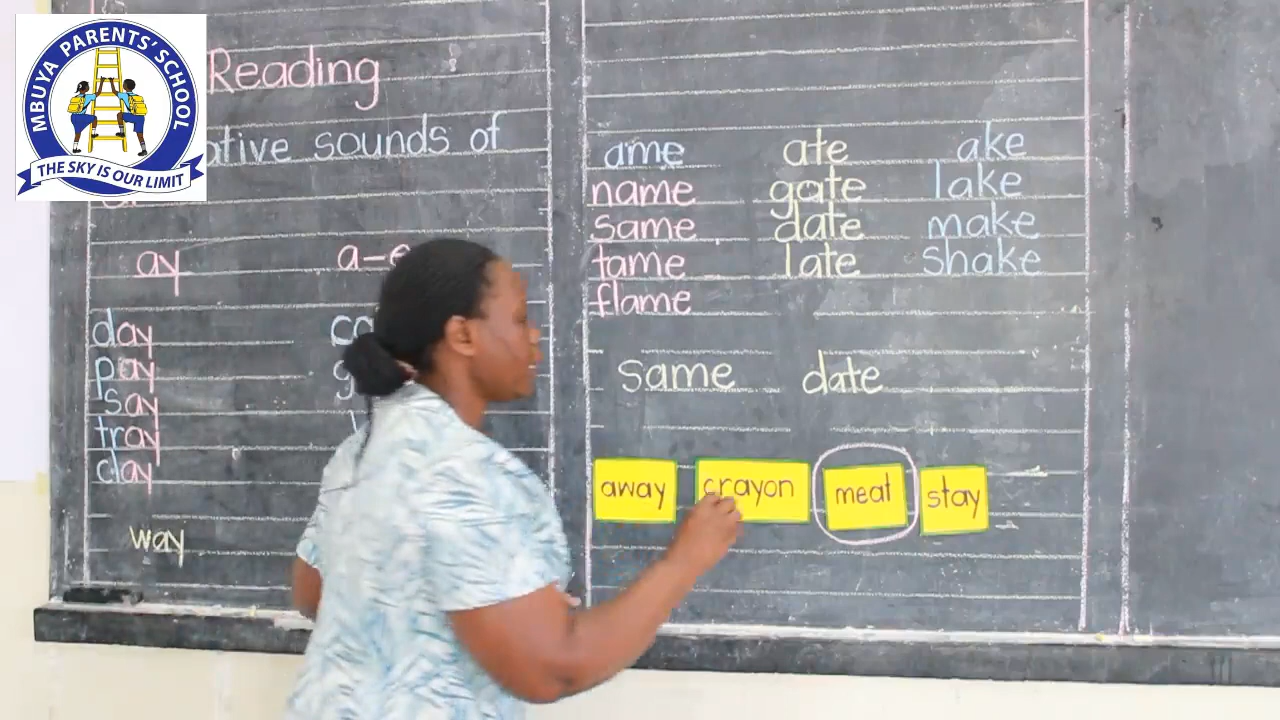 MBUYA PARENTS' SCHOOL
THE SKY IS OUR LIMIT
Reading
sounds of
ay
day
pay
say
tray
clay
way
ame ate ake
name gate lake
same date make
tame late shake
flame
same date
away crayon meat stay